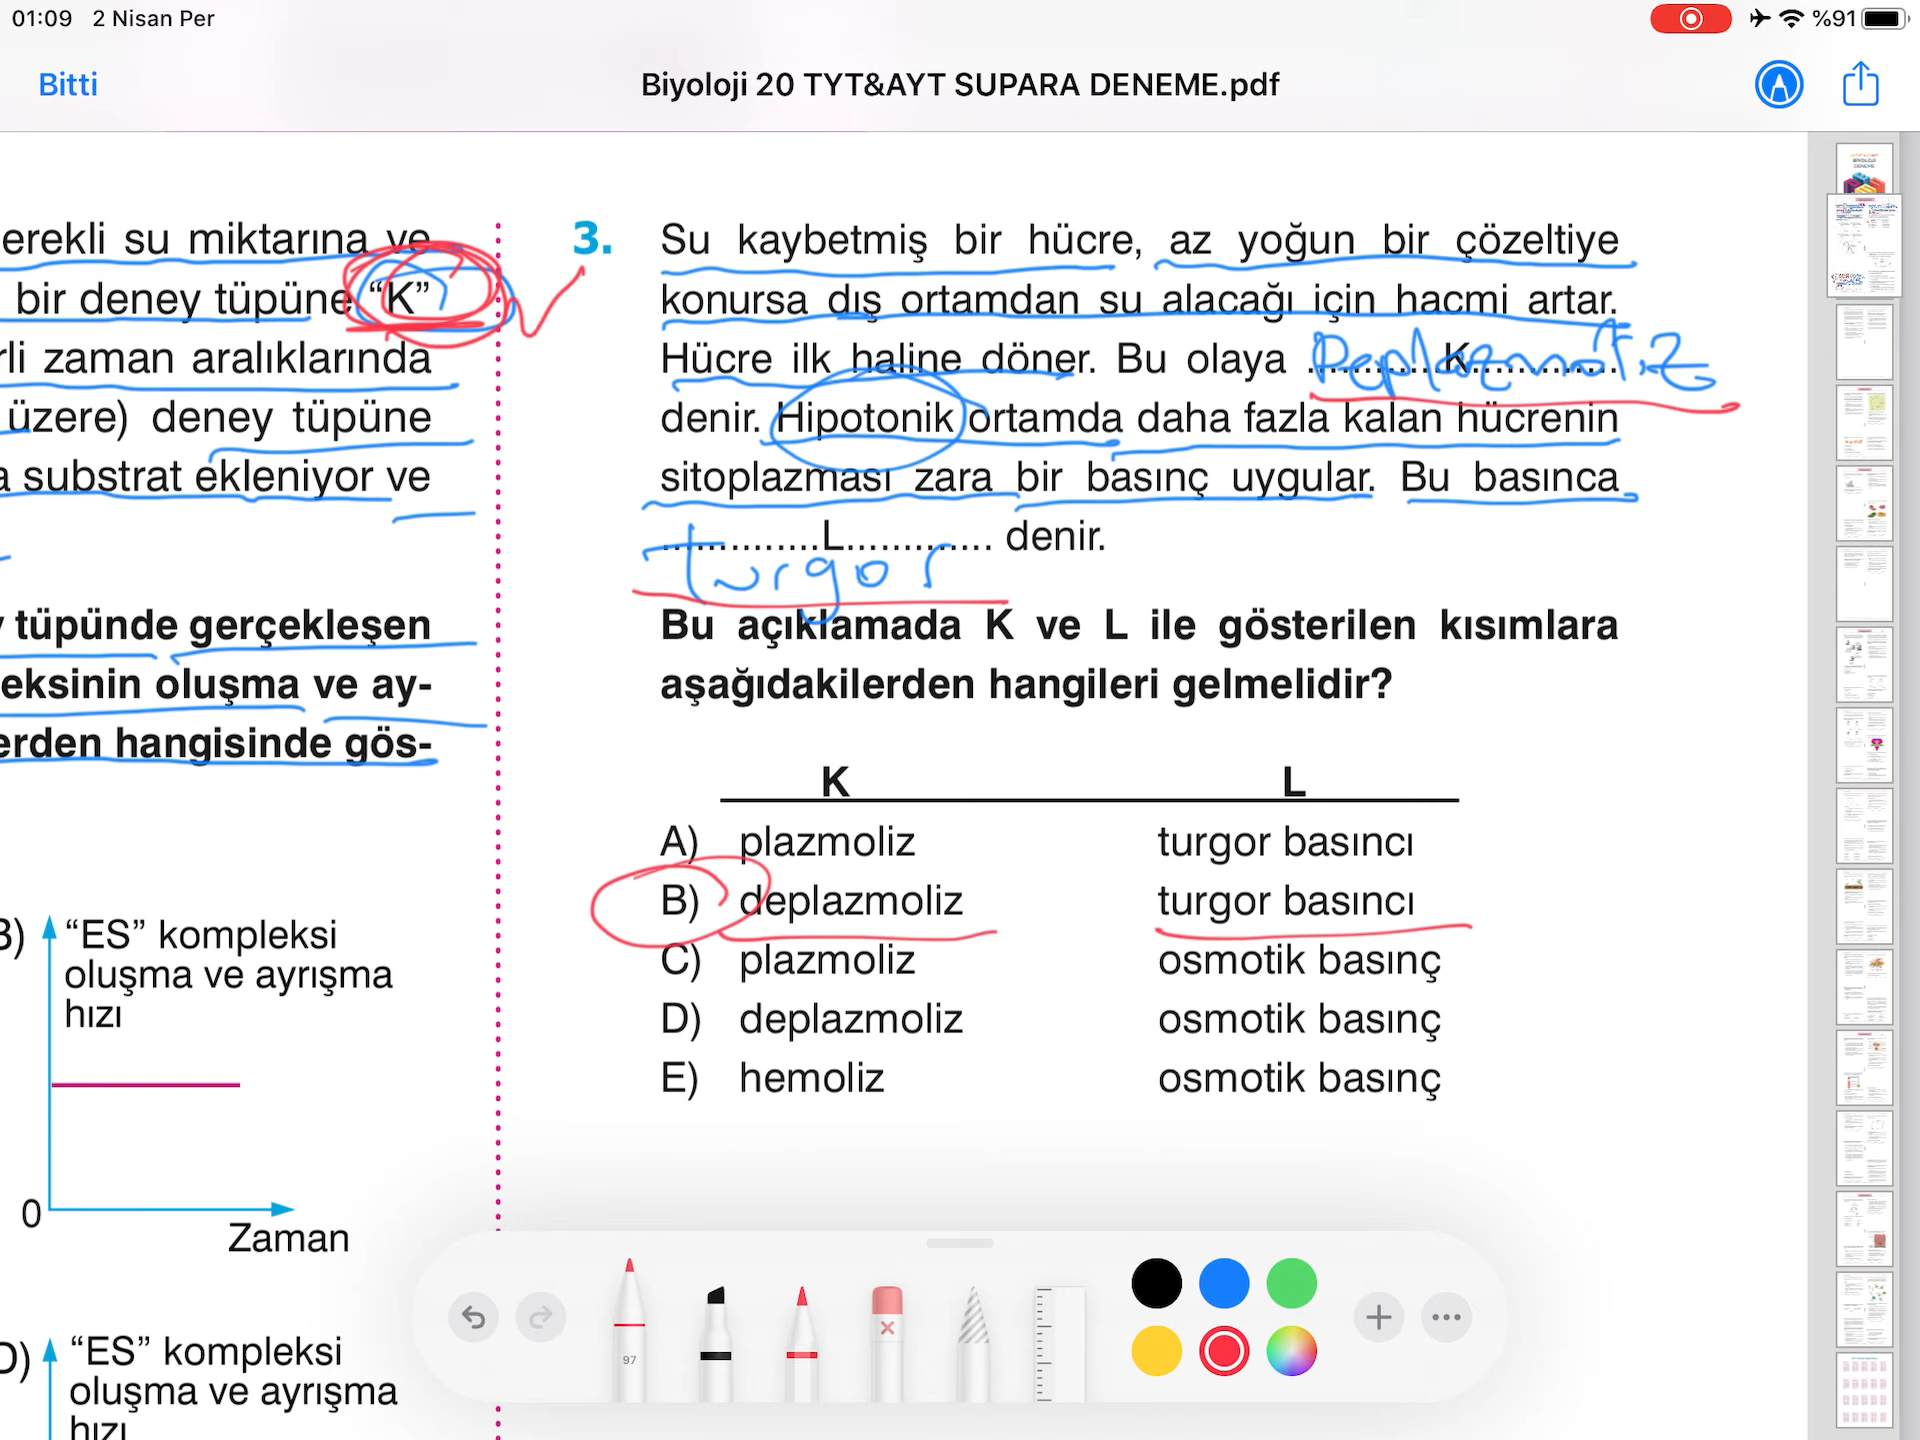 01:09 2 Nisan Per
%91
Bitti
Biyoloji 20 TYT&AYT SUPARA DENEME.pdf
erekli su miktarına ve
bir deney tüpüne “K”
rli zaman aralıklarında
üzere) deney tüpüne
a substrat ekleniyor ve
tüpünde gerçekleşen
eksinin oluşma ve ay-
erden hangisinde gös-
B) “ES” kompleksi
oluşma ve ayrışma
hızı
0
Zaman
D) “ES” kompleksi
oluşma ve ayrışma
hızı
3. Su kaybetmiş bir hücre, az yoğun bir çözeltiye
konursa dış ortamdan su alacağı için hacmi artar.
Hücre ilk haline döner. Bu olaya ............K............
Deplazmoliz
denir. Hipotonik ortamda daha fazla kalan hücrenin
sitoplazması zara bir basınç uygular. Bu basınca
..............L............. denir.
turgor
Bu açıklamada K ve L ile gösterilen kısımlara
aşağıdakilerden hangileri gelmelidir?
K L
A) plazmoliz turgor basıncı
B) deplazmoliz turgor basıncı
C) plazmoliz osmotik basınç
D) deplazmoliz osmotik basınç
E) hemoliz osmotik basınç
97